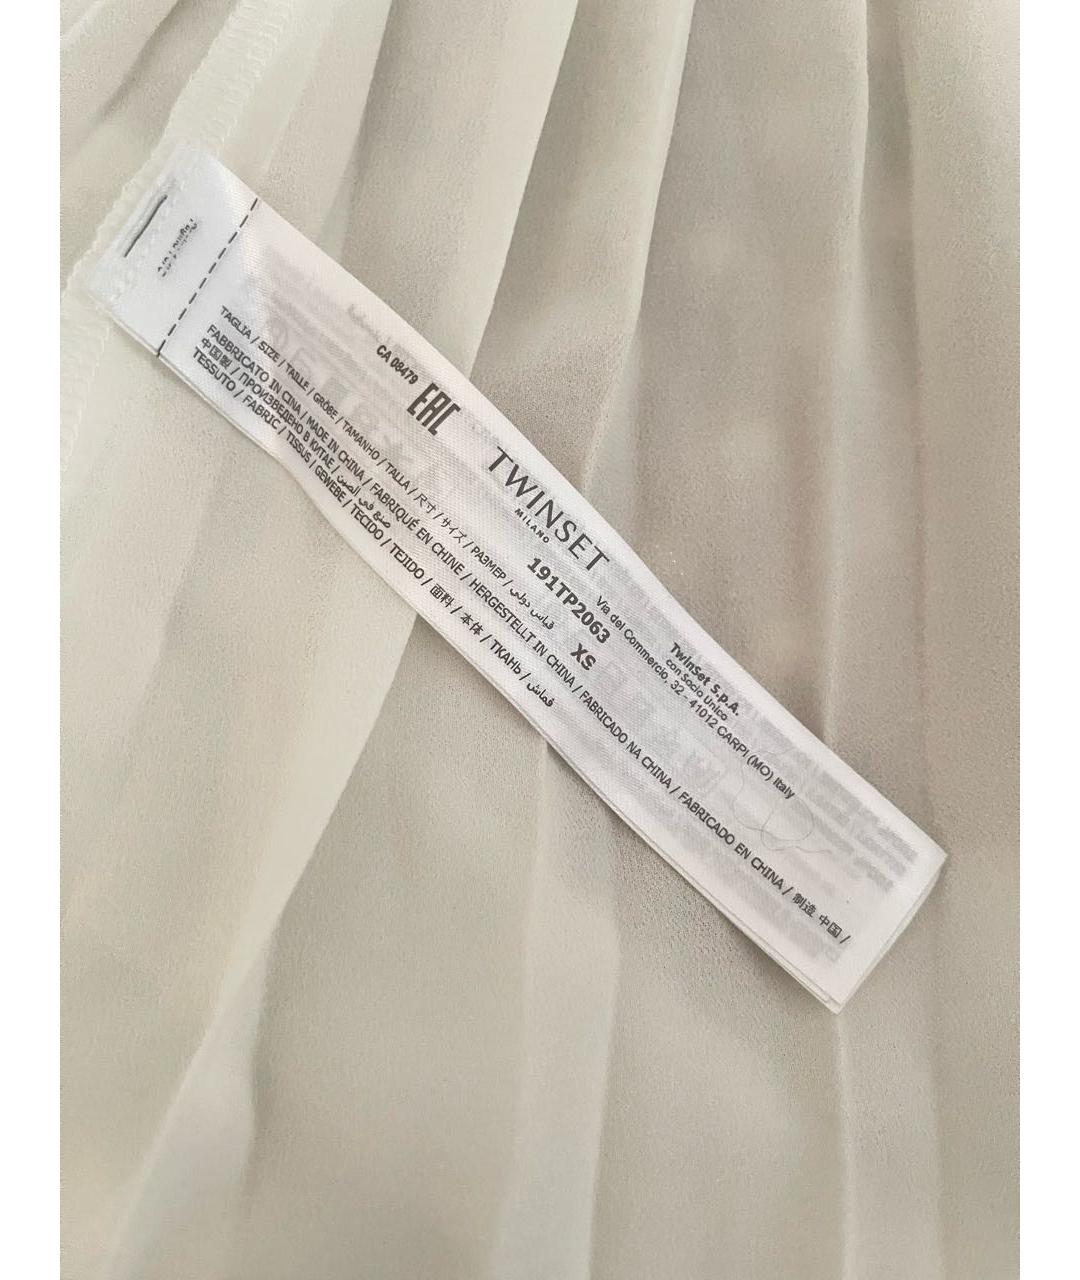 TWINSET
MILANO
TwinSet S.p.A.
con Socio Unico
Via del Commercio, 32 - 41012 CARPI (MO) Italy
CA 08479
EAC
191TP2063
TAGLIA / SIZE / TAILLE / GRÖßE / TAMANHO / TALLA / 尺寸 / サイズ / РАЗМЕР / قياس دولي XS
FABBRICATO IN CINA / MADE IN CHINA / FABRIQUÉ EN CHINE / HERGESTELLT IN CHINA / FABRICADO NA CHINA / FABRICADO EN CHINA / 制造 中国 /
中国製 / ПРОИЗВЕДЕНО В КИТАЕ / صنع في الصين
TESSUTO / FABRIC / TISSUS / GEWEBE / TECIDO / TEJIDO / 面料 / 本体 / ТКАНЬ / قماش